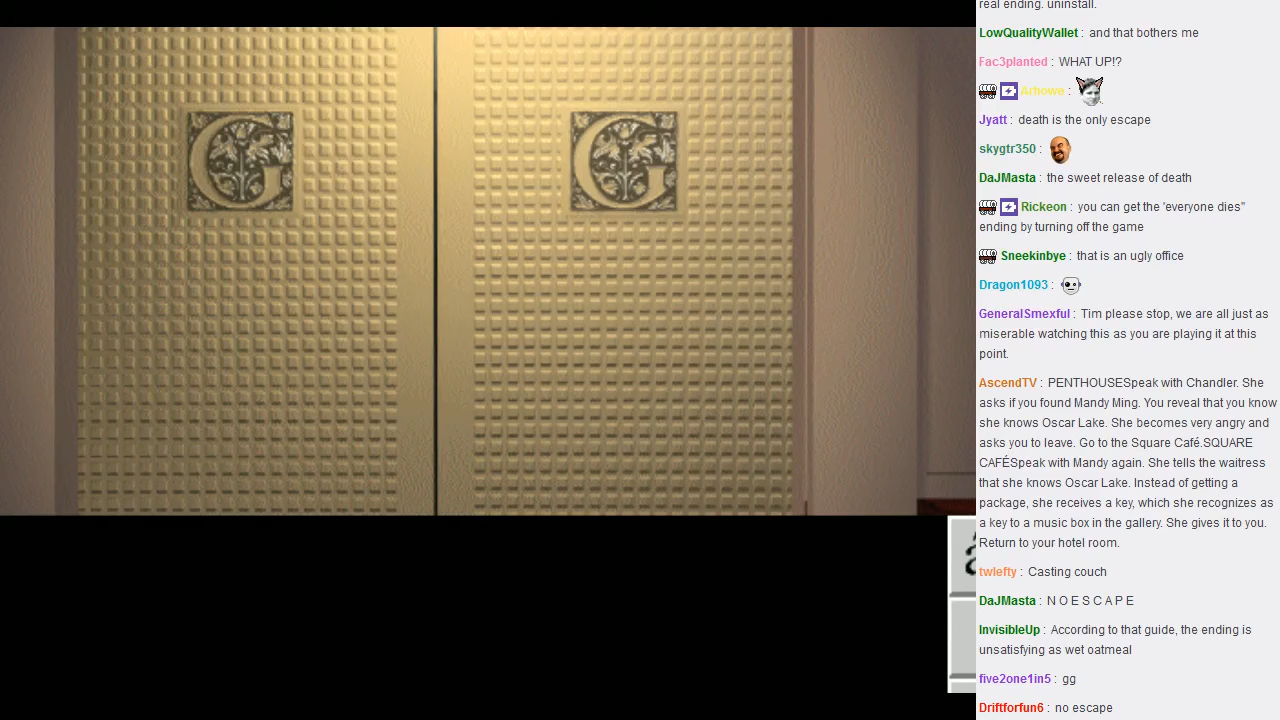 real ending. uninstall.
G G
LowQualityWallet : and that bothers me
Fac3planted : WHAT UP!?
Arhowe :
Jyatt : death is the only escape
skygtr350 :
DaJMasta : the sweet release of death
Rickeon : you can get the 'everyone dies"
ending by turning off the game
Sneekinbye : that is an ugly office
Dragon1093 :
GeneralSmexful : Tim please stop, we are all just as
miserable watching this as you are playing it at this
point.
AscendTV : PENTHOUSESpeak with Chandler. She
asks if you found Mandy Ming. You reveal that you know
she knows Oscar Lake. She becomes very angry and
asks you to leave. Go to the Square Café.SQUARE
CAFÉSpeak with Mandy again. She tells the waitress
that she knows Oscar Lake. Instead of getting a
package, she receives a key, which she recognizes as
a key to a music box in the gallery. She gives it to you.
Return to your hotel room.
twlefty : Casting couch
DaJMasta : N O E S C A P E
InvisibleUp : According to that guide, the ending is
unsatisfying as wet oatmeal
five2one1in5 : gg
Driftforfun6 : no escape